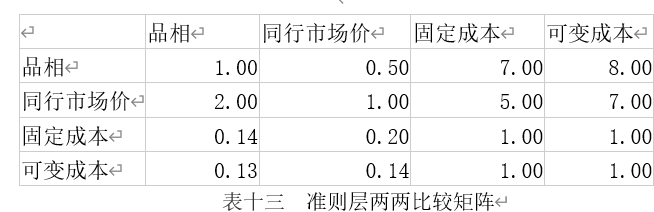 品相 同行市场价 固定成本 可变成本
品相 1.00 0.50 7.00 8.00
同行市场价 2.00 1.00 5.00 7.00
固定成本 0.14 0.20 1.00 1.00
可变成本 0.13 0.14 1.00 1.00
表十三 准则层两两比较矩阵